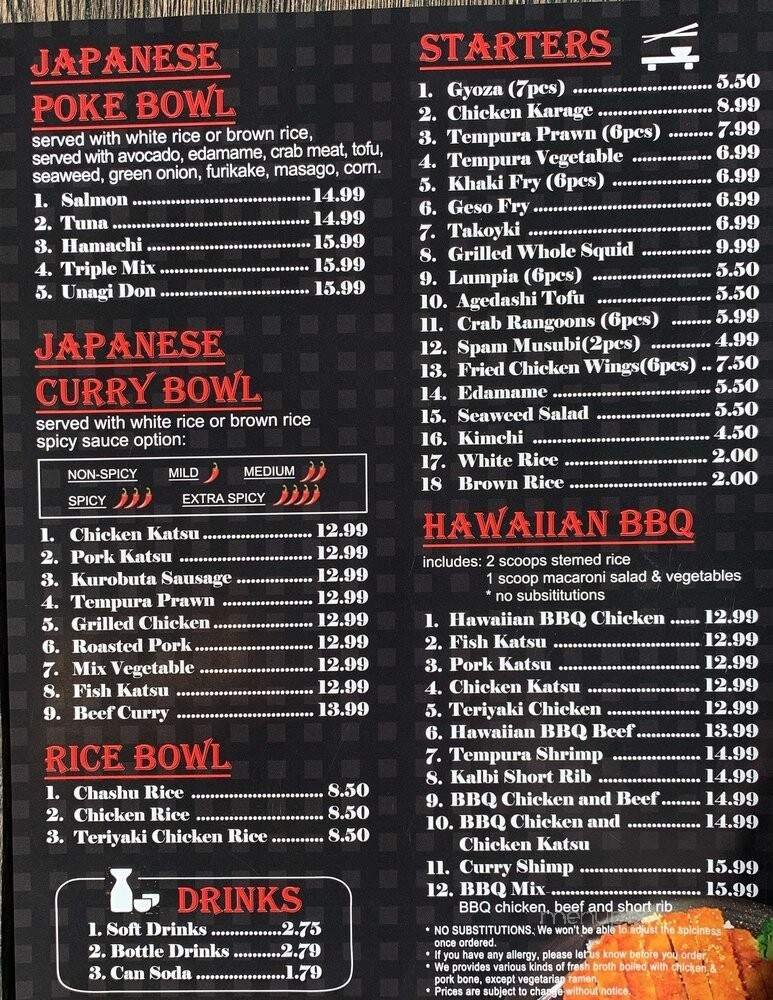 JAPANESE
POKE BOWL
served with white rice or brown rice,
served with avocado, edamame, crab meat, tofu,
seaweed, green onion, furikake, masago, corn.
1. Salmon 14.99
2. Tuna 14.99
3. Hamachi 15.99
4. Triple Mix 15.99
5. Unagi Don 15.99
JAPANESE
CURRY BOWL
served with white rice or brown rice
spicy sauce option:
NON-SPICY MILD MEDIUM
SPICY EXTRA SPICY
1. Chicken Katsu 12.99
2. Pork Katsu 12.99
3. Kurobuta Sausage 12.99
4. Tempura Prawn 12.99
5. Grilled Chicken 12.99
6. Roasted Pork 12.99
7. Mix Vegetable 12.99
8. Fish Katsu 12.99
9. Beef Curry 13.99
RICE BOWL
1. Chashu Rice 8.50
2. Chicken Rice 8.50
3. Teriyaki Chicken Rice 8.50
DRINKS
1. Soft Drinks 2.75
2. Bottle Drinks 2.79
3. Can Soda 1.79
STARTERS
1. Gyoza (7pcs) 5.50
2. Chicken Karage 8.99
3. Tempura Prawn (6pcs) 7.99
4. Tempura Vegetable 6.99
5. Khaki Fry (6pcs) 6.99
6. Geso Fry 6.99
7. Takoyki 6.99
8. Grilled Whole Squid 9.99
9. Lumpia (6pcs) 5.50
10. Agedashi Tofu 5.50
11. Crab Rangoons (6pcs) 5.99
12. Spam Musubi(2pcs) 4.99
13. Fried Chicken Wings(6pcs) 7.50
14. Edamame 5.50
15. Seaweed Salad 5.50
16. Kimchi 4.50
17. White Rice 2.00
18 Brown Rice 2.00
HAWAIIAN BBQ
includes: 2 scoops stemed rice
1 scoop macaroni salad & vegetables
* no subsititutions
1. Hawaiian BBQ Chicken 12.99
2. Fish Katsu 12.99
3. Pork Katsu 12.99
4. Chicken Katsu 12.99
5. Teriyaki Chicken 12.99
6. Hawaiian BBQ Beef 13.99
7. Tempura Shrimp 14.99
8. Kalbi Short Rib 14.99
9. BBQ Chicken and Beef 14.99
10. BBQ Chicken and 14.99
Chicken Katsu
11. Curry Shimp 15.99
12. BBQ Mix 15.99
BBQ chicken, beef and short rib
* NO SUBSTITUTIONS: We won't be able to adjust the spiciness
once ordered.
* If you have any allergy, please let us know before you order,
* We provides various kinds of frash broth boiled with chicken &
pork bone, except vegetarian ramen.
* Prices are subject to change without notice.